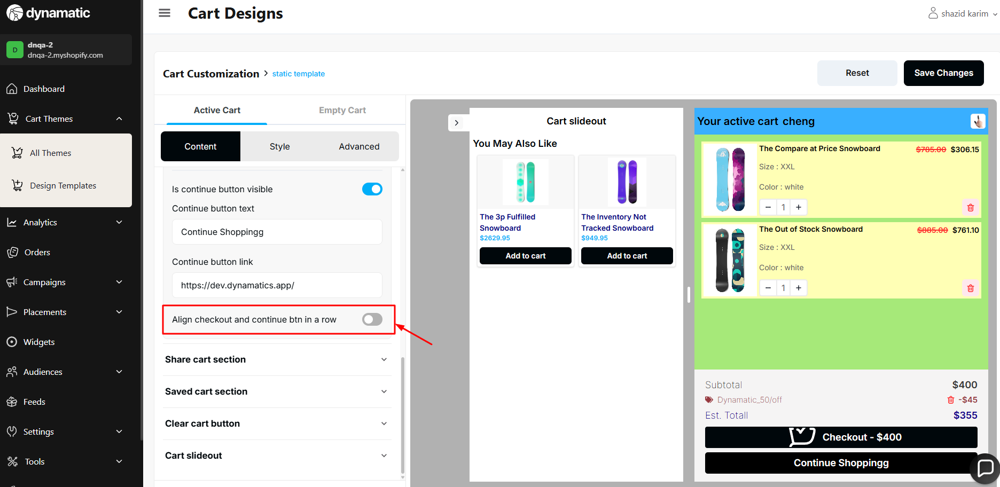 dynamatic
Cart Designs
shazid karim
D
dnqa-2
dnqa-2.myshopify.com
Dashboard
Cart Themes
All Themes
Design Templates
Analytics
Orders
Campaigns
Placements
Widgets
Audiences
Feeds
Settings
Tools
Cart Customization > static template
Reset
Save Changes
Active Cart
Empty Cart
Content
Style
Advanced
Is continue button visible
Continue button text
Continue Shoppingg
Continue button link
https://dev.dynamatics.app/
Align checkout and continue btn in a row
Share cart section
Saved cart section
Clear cart button
Cart slideout
Cart slideout
You May Also Like
The 3p Fulfilled
Snowboard
$2629.95
Add to cart
The Inventory Not
Tracked Snowboard
$949.95
Add to cart
Your active cart cheng
The Compare at Price Snowboard
$785.00 $306.15
Size : XXL
Color : white
− 1 +
The Out of Stock Snowboard
$885.00 $761.10
Size : XXL
Color : white
− 1 +
Subtotal $400
Dynamatic_50/off -$45
Est. Totall $355
Checkout - $400
Continue Shoppingg